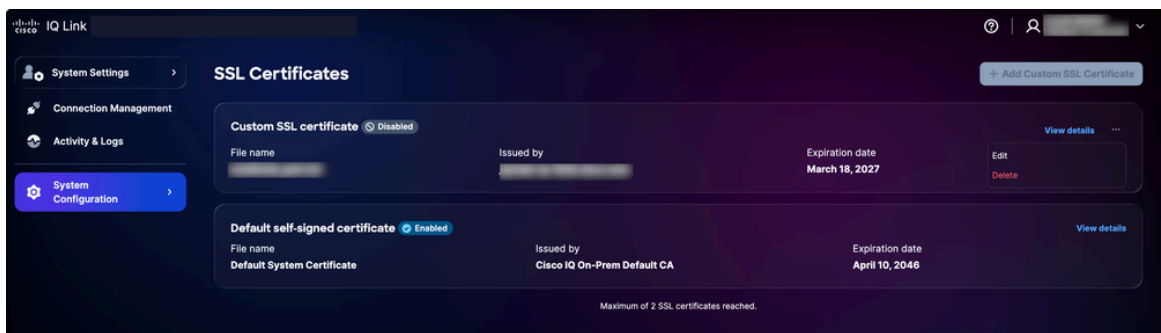 cisco IQ Link
System Settings
Connection Management
Activity & Logs
System
Configuration
SSL Certificates
+ Add Custom SSL Certificate
Custom SSL certificate Disabled
View details ...
File name Issued by Expiration date
March 18, 2027
Edit
Delete
Default self-signed certificate Enabled
View details
File name Issued by Expiration date
Default System Certificate Cisco IQ On-Prem Default CA April 10, 2046
Maximum of 2 SSL certificates reached.